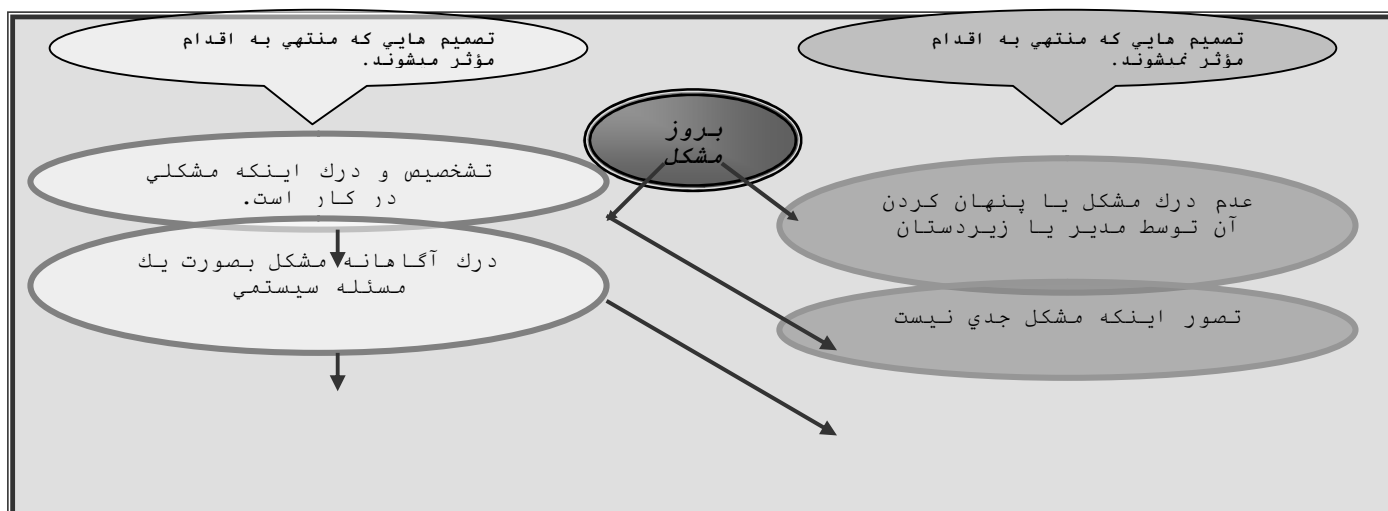 تصميم هايي كه منتهي به اقدام
مؤثر نمىشوند.
تصميم هايي كه منتهي به اقدام
مؤثر مىشوند.
بروز
مشكل
تشخيص و درك اينكه مشكلي
در كار است.
عدم درك مشكل يا پنهان كردن
آن توسط مدير يا زيردستان
درك آگاهانه مشكل بصورت يك
مسئله سيستمي
تصور اينكه مشكل جدي نيست